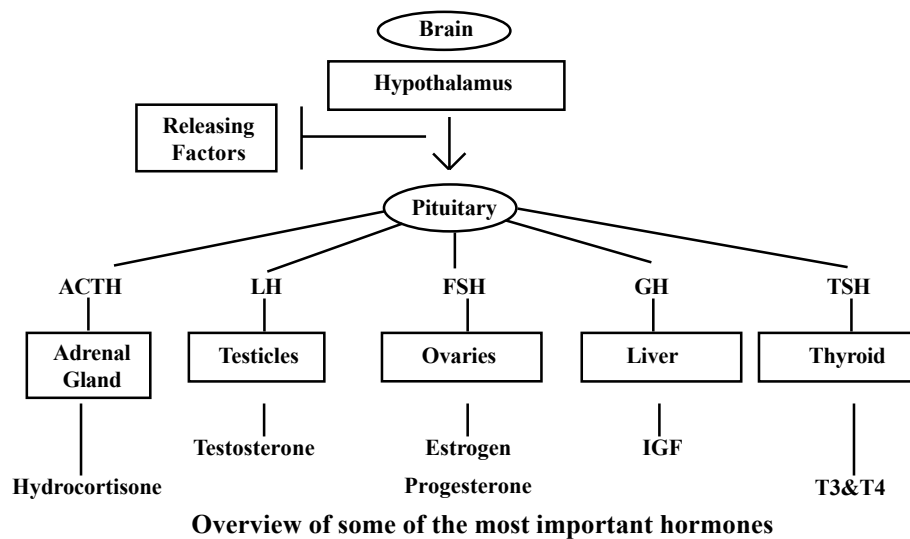 Brain
Hypothalamus
Releasing
Factors
Pituitary
ACTH LH FSH GH TSH
Adrenal
Gland
Testicles
Ovaries
Liver
Thyroid
Testosterone
Estrogen
IGF
Hydrocortisone
Progesterone
T3&T4
Overview of some of the most important hormones